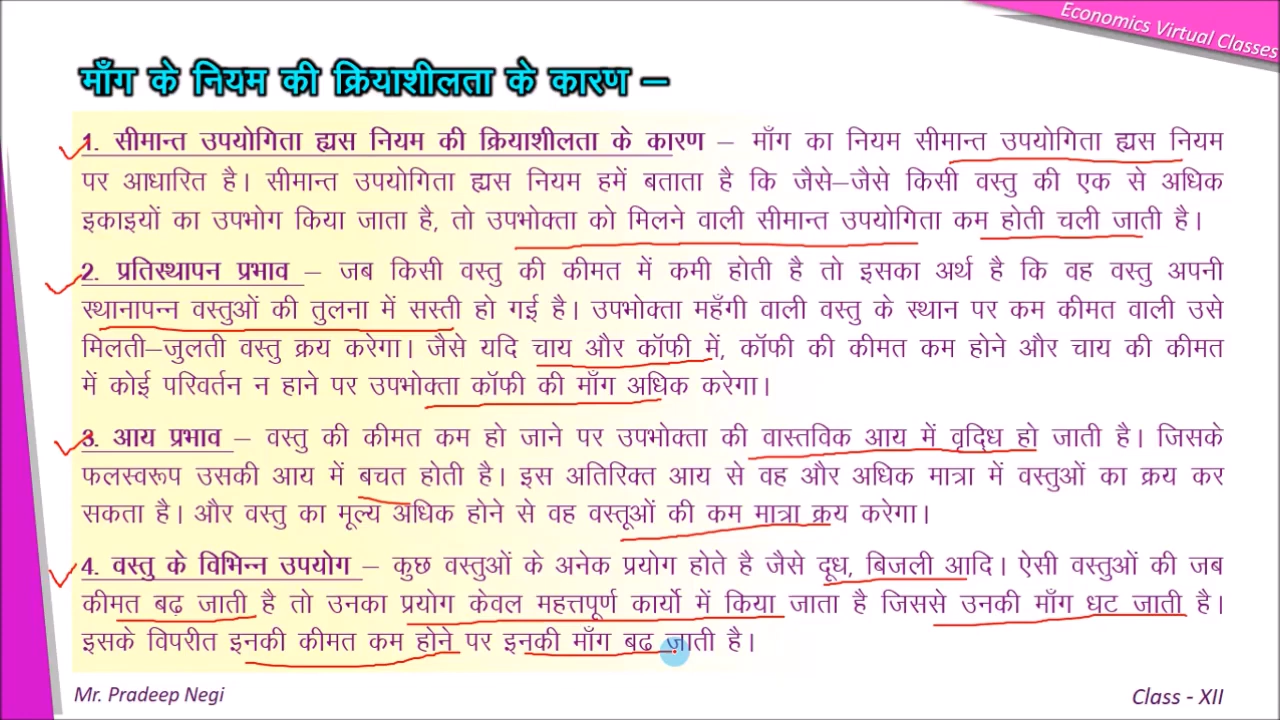 Economics Virtual Classes
माँग के नियम की क्रियाशीलता के कारण –
1. सीमान्त उपयोगिता ह्यस नियम की क्रियाशीलता के कारण – माँग का नियम सीमान्त उपयोगिता ह्यस नियम
पर आधारित है। सीमान्त उपयोगिता ह्यस नियम हमें बताता है कि जैसे–जैसे किसी वस्तु की एक से अधिक
इकाइयों का उपभोग किया जाता है, तो उपभोक्ता को मिलने वाली सीमान्त उपयोगिता कम होती चली जाती है।
2. प्रतिस्थापन प्रभाव – जब किसी वस्तु की कीमत में कमी होती है तो इसका अर्थ है कि वह वस्तु अपनी
स्थानापन्न वस्तुओं की तुलना में सस्ती हो गई है। उपभोक्ता महँगी वाली वस्तु के स्थान पर कम कीमत वाली उसे
मिलती–जुलती वस्तु क्रय करेगा। जैसे यदि चाय और कॉफी में, कॉफी की कीमत कम होने और चाय की कीमत
में कोई परिवर्तन न हाने पर उपभोक्ता कॉफी की माँग अधिक करेगा।
3. आय प्रभाव – वस्तु की कीमत कम हो जाने पर उपभोक्ता की वास्तविक आय में वृद्धि हो जाती है। जिसके
फलस्वरूप उसकी आय में बचत होती है। इस अतिरिक्त आय से वह और अधिक मात्रा में वस्तुओं का क्रय कर
सकता है। और वस्तु का मूल्य अधिक होने से वह वस्तूओं की कम मात्रा क्रय करेगा।
4. वस्तु के विभिन्न उपयोग – कुछ वस्तुओं के अनेक प्रयोग होते है जैसे दूध, बिजली आदि। ऐसी वस्तुओं की जब
कीमत बढ़ जाती है तो उनका प्रयोग केवल महत्तपूर्ण कार्यो में किया जाता है जिससे उनकी माँग धट जाती है।
इसके विपरीत इनकी कीमत कम होने पर इनकी माँग बढ जाती है।
Mr. Pradeep Negi
Class - XII